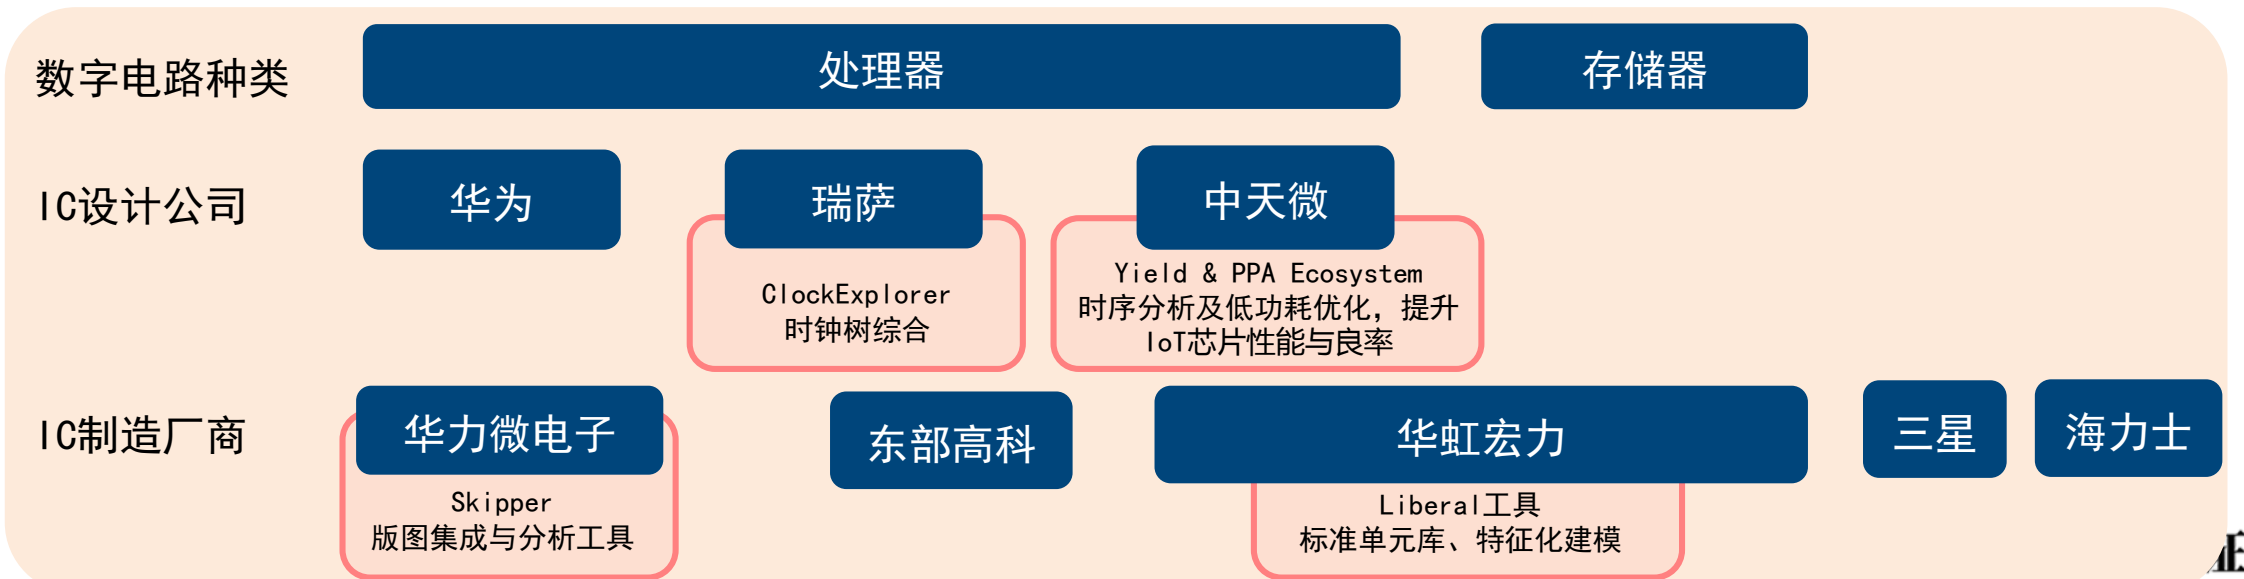 数字电路种类
处理器
存储器
IC设计公司
华为
瑞萨
中天微
ClockExplorer
时钟树综合
Yield & PPA Ecosystem
时序分析及低功耗优化，提升
IoT芯片性能与良率
IC制造厂商
华力微电子
东部高科
华虹宏力
三星
海力士
Skipper
版图集成与分析工具
Liberal工具
标准单元库、特征化建模